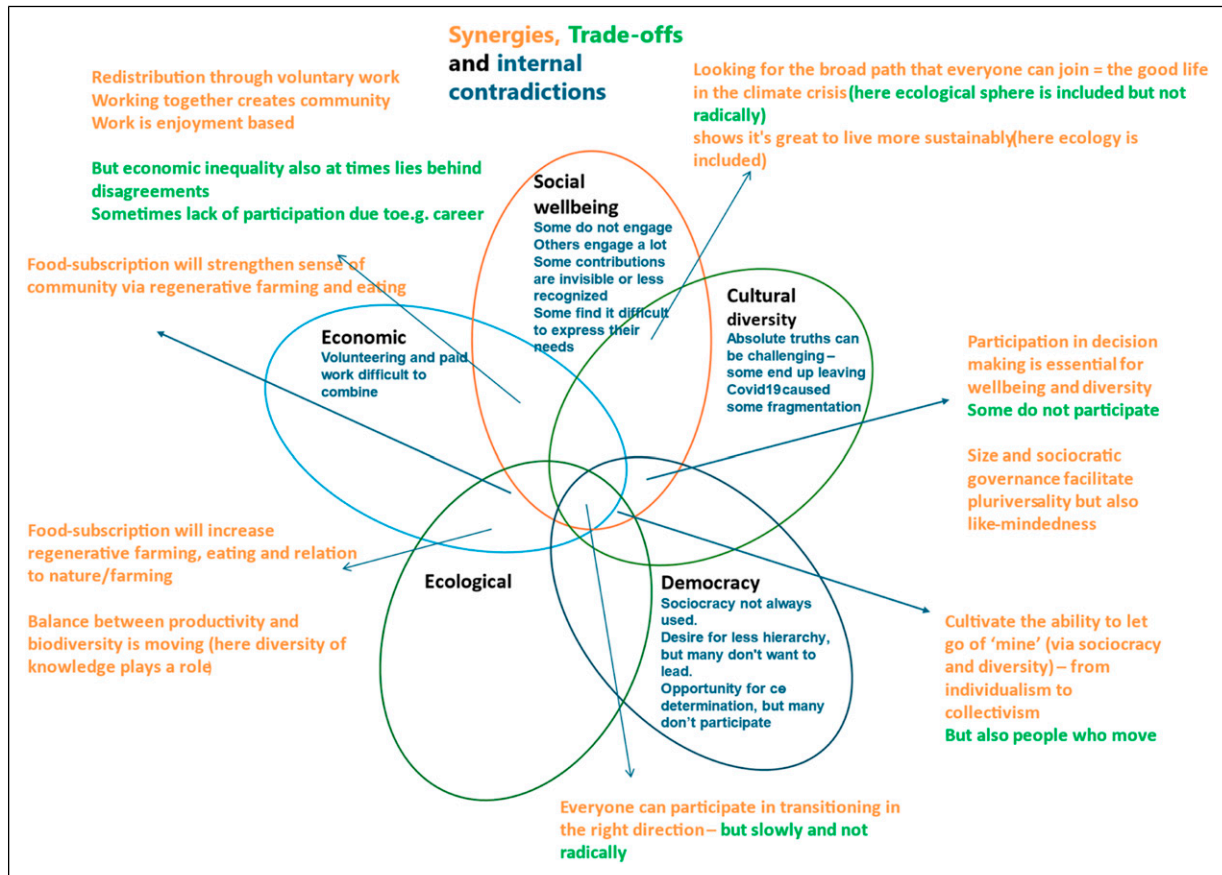 Synergies, Trade-offs
and internal
contradictions
Redistribution through voluntary work
Working together creates community
Work is enjoyment based
But economic inequality also at times lies behind
disagreements
Sometimes lack of participation due toe.g. career
Food-subscription will strengthen sense of
community via regenerative farming and eating
Looking for the broad path that everyone can join = the good life
in the climate crisis(here ecological sphere is included but not
radically)
shows it's great to live more sustainably(here ecology is
included)
Social
wellbeing
Some do not engage
Others engage a lot
Some contributions
are invisible or less
recognized
Some find it difficult
to express their
needs
Cultural
diversity
Absolute truths can
be challenging –
some end up leaving
Covid19caused
some fragmentation
Economic
Volunteering and paid
work difficult to
combine
Participation in decision
making is essential for
wellbeing and diversity
Some do not participate
Size and sociocratic
governance facilitate
pluriversality but also
like-mindedness
Food-subscription will increase
regenerative farming, eating and relation
to nature/farming
Balance between productivity and
biodiversity is moving (here diversity of
knowledge plays a role)
Ecological
Democracy
Sociocracy not always
used.
Desire for less hierarchy,
but many don't want to
lead.
Opportunity for co
determination, but many
don't participate
Cultivate the ability to let
go of 'mine' (via sociocracy
and diversity) – from
individualism to
collectivism
But also people who move
Everyone can participate in transitioning in
the right direction – but slowly and not
radically